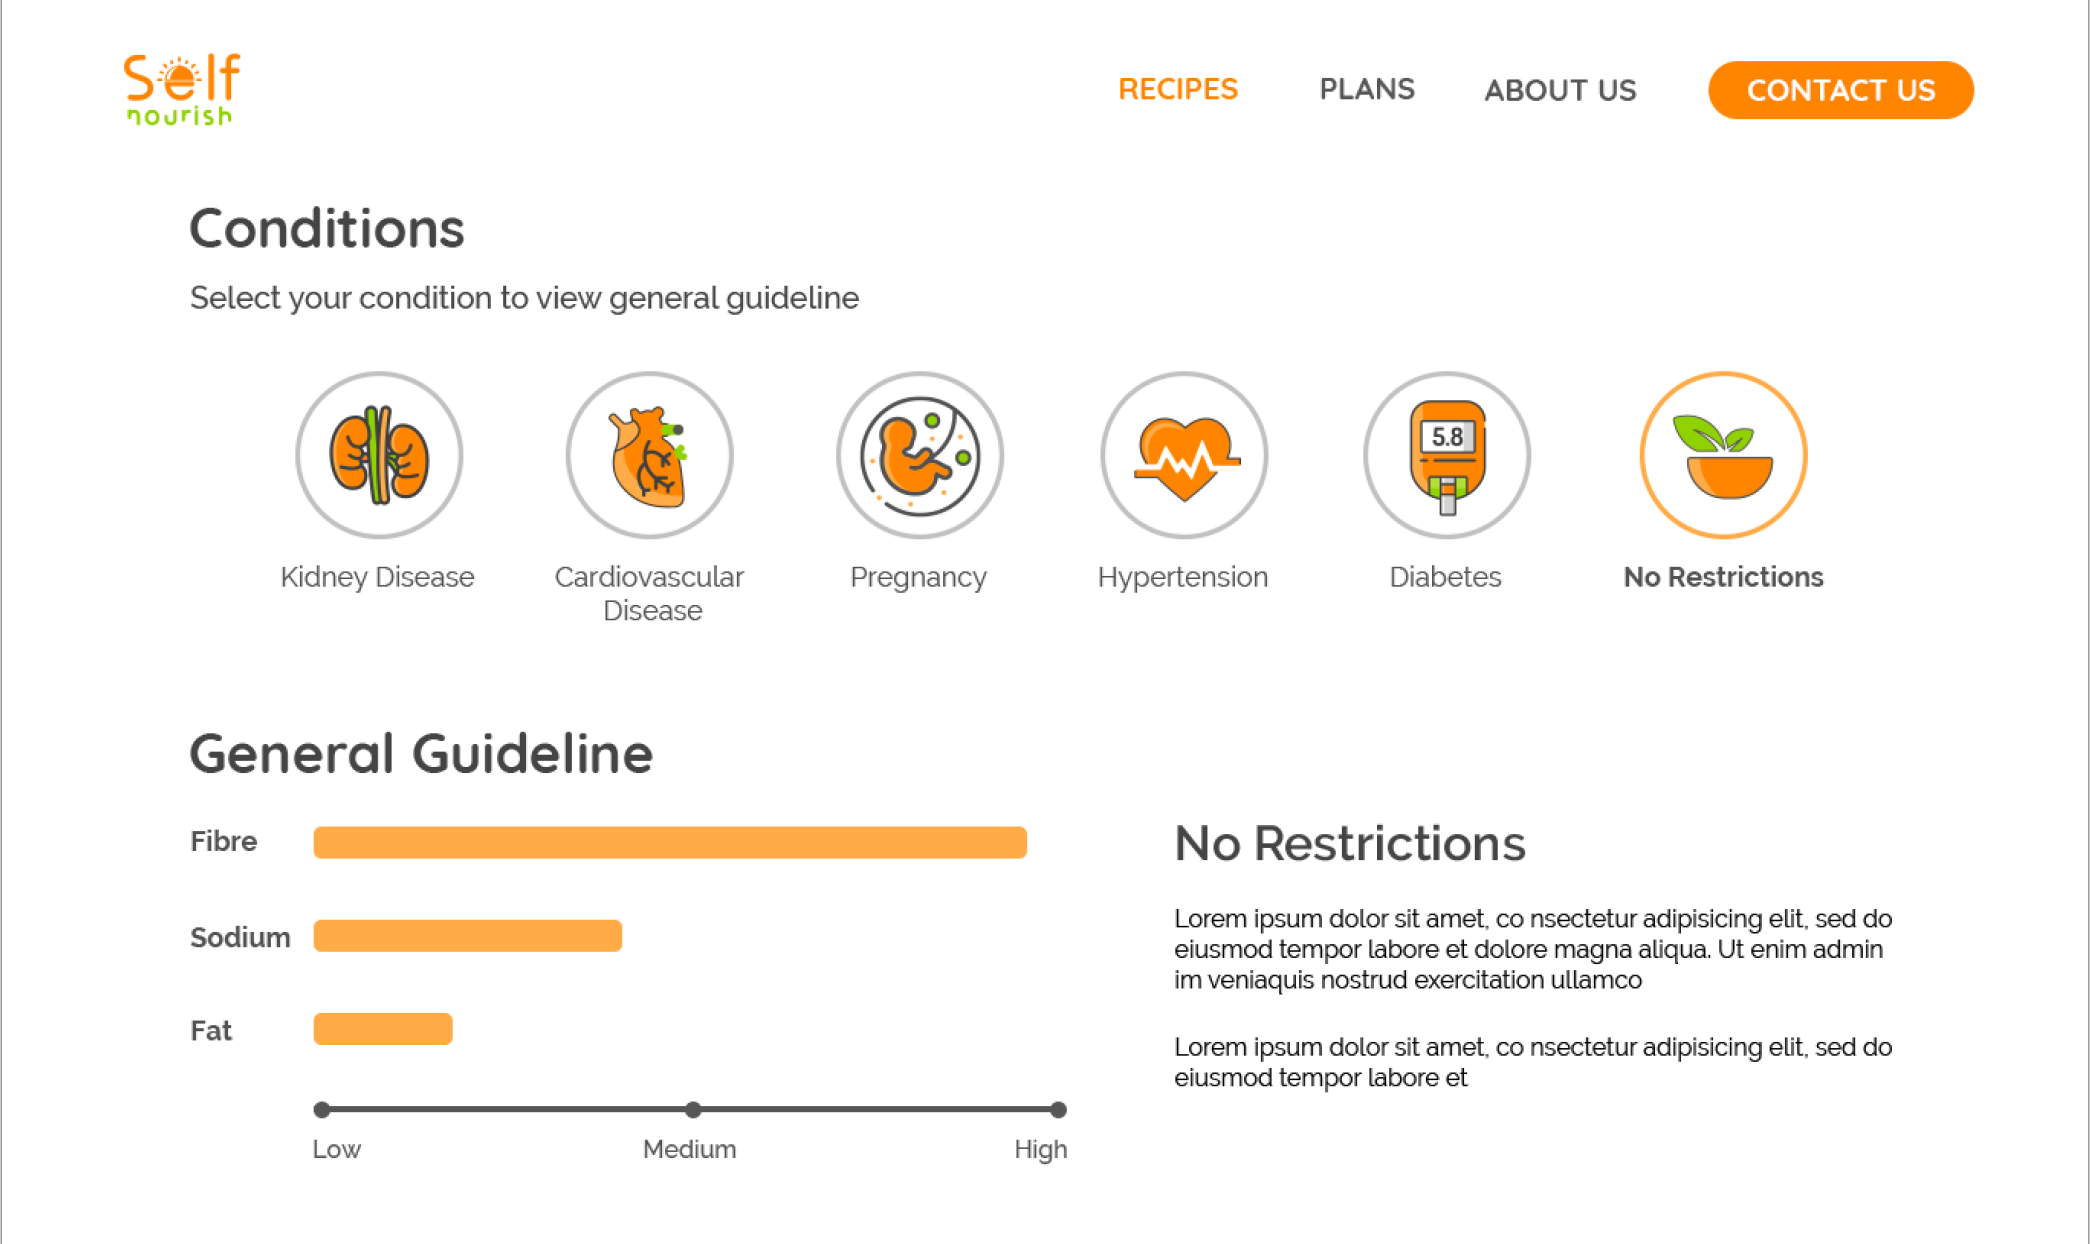 Self
nourish
RECIPES
PLANS
ABOUT US
CONTACT US
Conditions
Select your condition to view general guideline
5.8
Kidney Disease
Cardiovascular
Disease
Pregnancy
Hypertension
Diabetes
No Restrictions
General Guideline
Fibre
Sodium
Fat
Low
Medium
High
No Restrictions
Lorem ipsum dolor sit amet, co nsectetur adipisicing elit, sed do
eiusmod tempor labore et dolore magna aliqua. Ut enim admin
im veniaquis nostrud exercitation ullamco
Lorem ipsum dolor sit amet, co nsectetur adipisicing elit, sed do
eiusmod tempor labore et